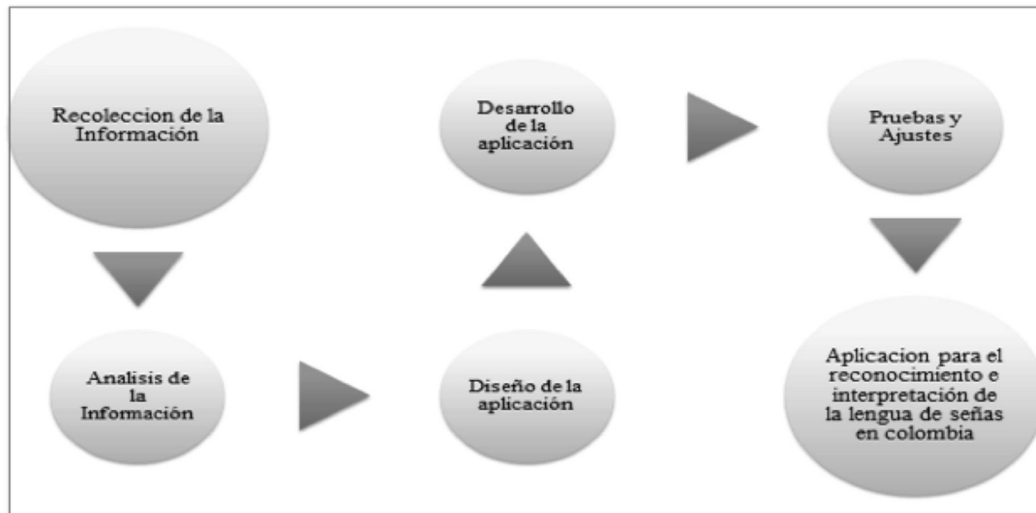 Recoleccion de la
Información
Analisis de
la
Información
Diseño de la
aplicación
Desarrollo
de la
aplicación
Pruebas y
Ajustes
Aplicacion para el
reconocimiento e
interpretación de
la lengua de señas
en colombia